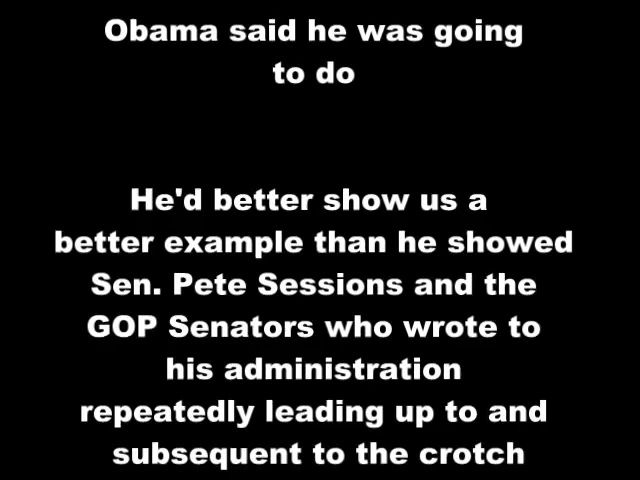 Obama said he was going
to do
He'd better show us a
better example than he showed
Sen. Pete Sessions and the
GOP Senators who wrote to
his administration
repeatedly leading up to and
subsequent to the crotch